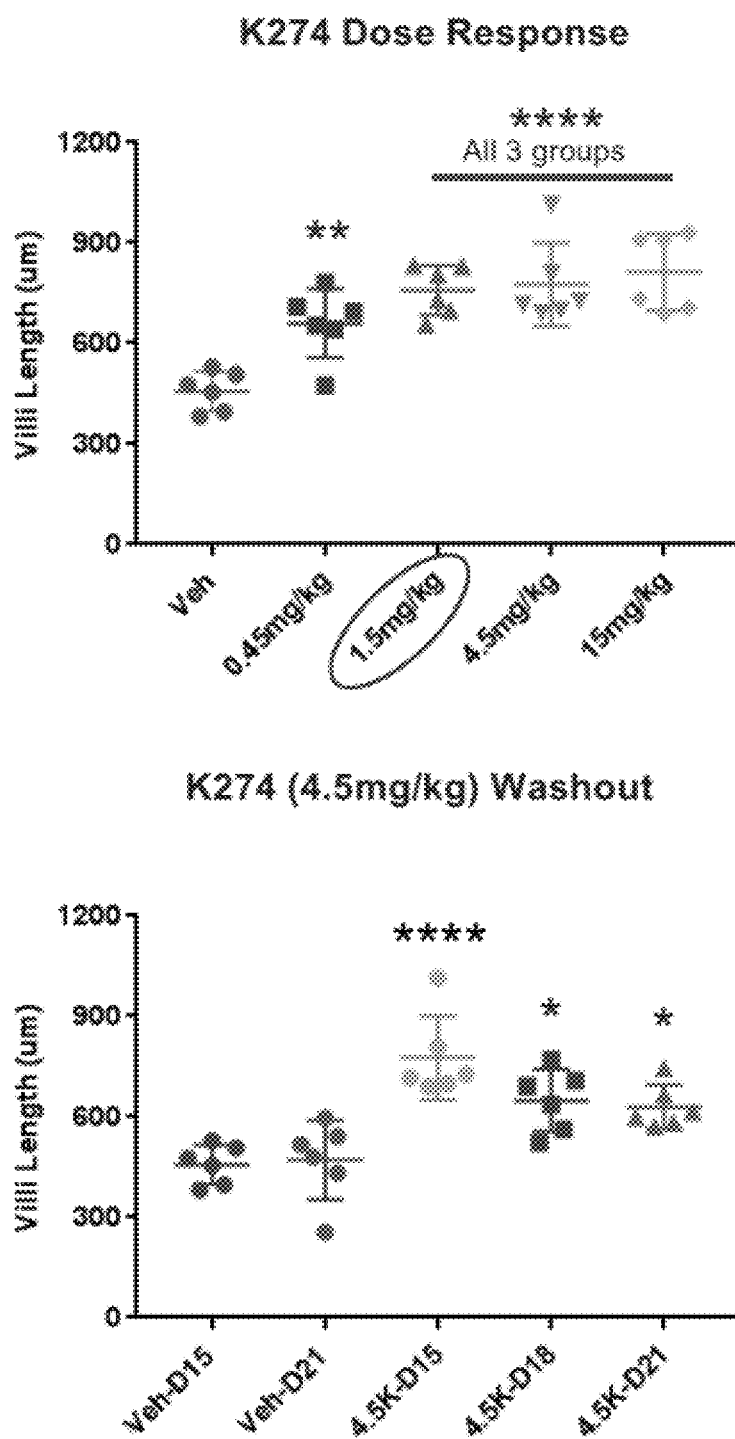 K274 Dose Response
****
All 3 groups
**
Villi Length (um)
1200
900
600
300
0
Veh
0.45mg/kg
1.5mg/kg
4.5mg/kg
15mg/kg
K274 (4.5mg/kg) Washout
****
*
*
Villi Length (um)
1200
900
600
300
0
Veh-D15
Veh-D21
4.5K-D15
4.5K-D18
4.5K-D21